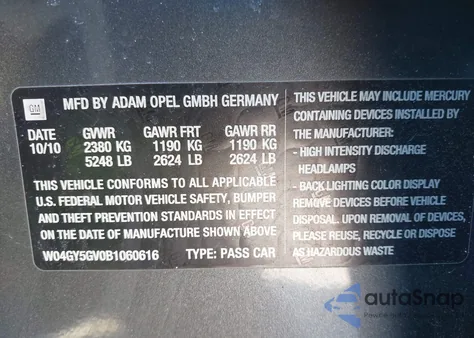 GM
MFD BY ADAM OPEL GMBH GERMANY
DATE GVWR GAWR FRT GAWR RR
10/10 2380 KG 1190 KG 1190 KG
5248 LB 2624 LB 2624 LB
THIS VEHICLE CONFORMS TO ALL APPLICABLE
U.S. FEDERAL MOTOR VEHICLE SAFETY, BUMPER
AND THEFT PREVENTION STANDARDS IN EFFECT
ON THE DATE OF MANUFACTURE SHOWN ABOVE
W04GY5GV0B1060616 TYPE: PASS CAR
THIS VEHICLE MAY INCLUDE MERCURY
CONTAINING DEVICES INSTALLED BY
THE MANUFACTURER:
- HIGH INTENSITY DISCHARGE
HEADLAMPS
- BACK LIGHTING COLOR DISPLAY
REMOVE DEVICES BEFORE VEHICLE
DISPOSAL. UPON REMOVAL OF DEVICES,
PLEASE REUSE, RECYCLE OR DISPOSE
AS HAZARDOUS WASTE
autoSnap